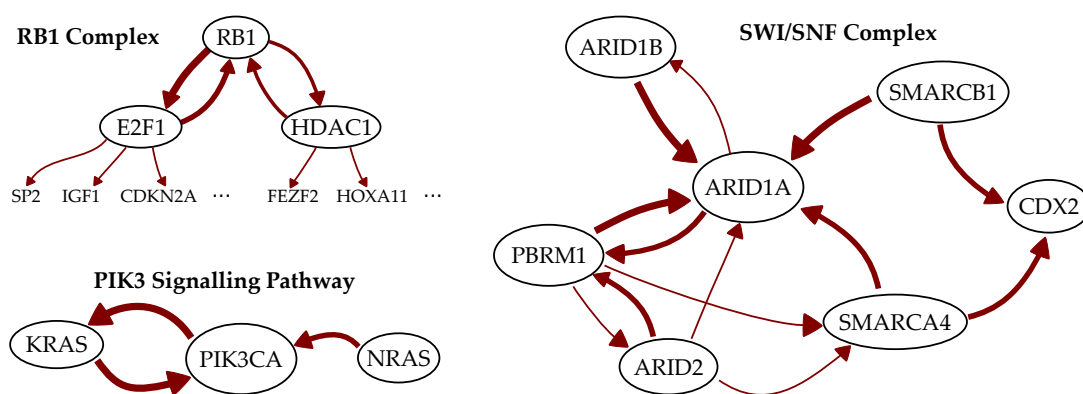 RB1 Complex
RB1
E2F1
HDAC1
SP2 IGF1 CDKN2A ... FEZF2 HOXA11 ...
PIK3 Signalling Pathway
KRAS
PIK3CA
NRAS
SWI/SNF Complex
ARID1B
SMARCB1
ARID1A
CDX2
PBRM1
SMARCA4
ARID2